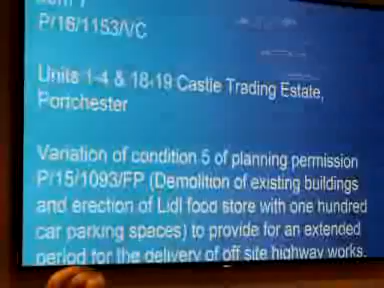 P/16/1153/VC
Units 1-4 & 18-19 Castle Trading Estate,
Portchester
Variation of condition 5 of planning permission
P/15/1093/FP (Demolition of existing buildings
and erection of Lidl food store with one hundred
car parking spaces) to provide for an extended
period for the delivery of off site highway works.